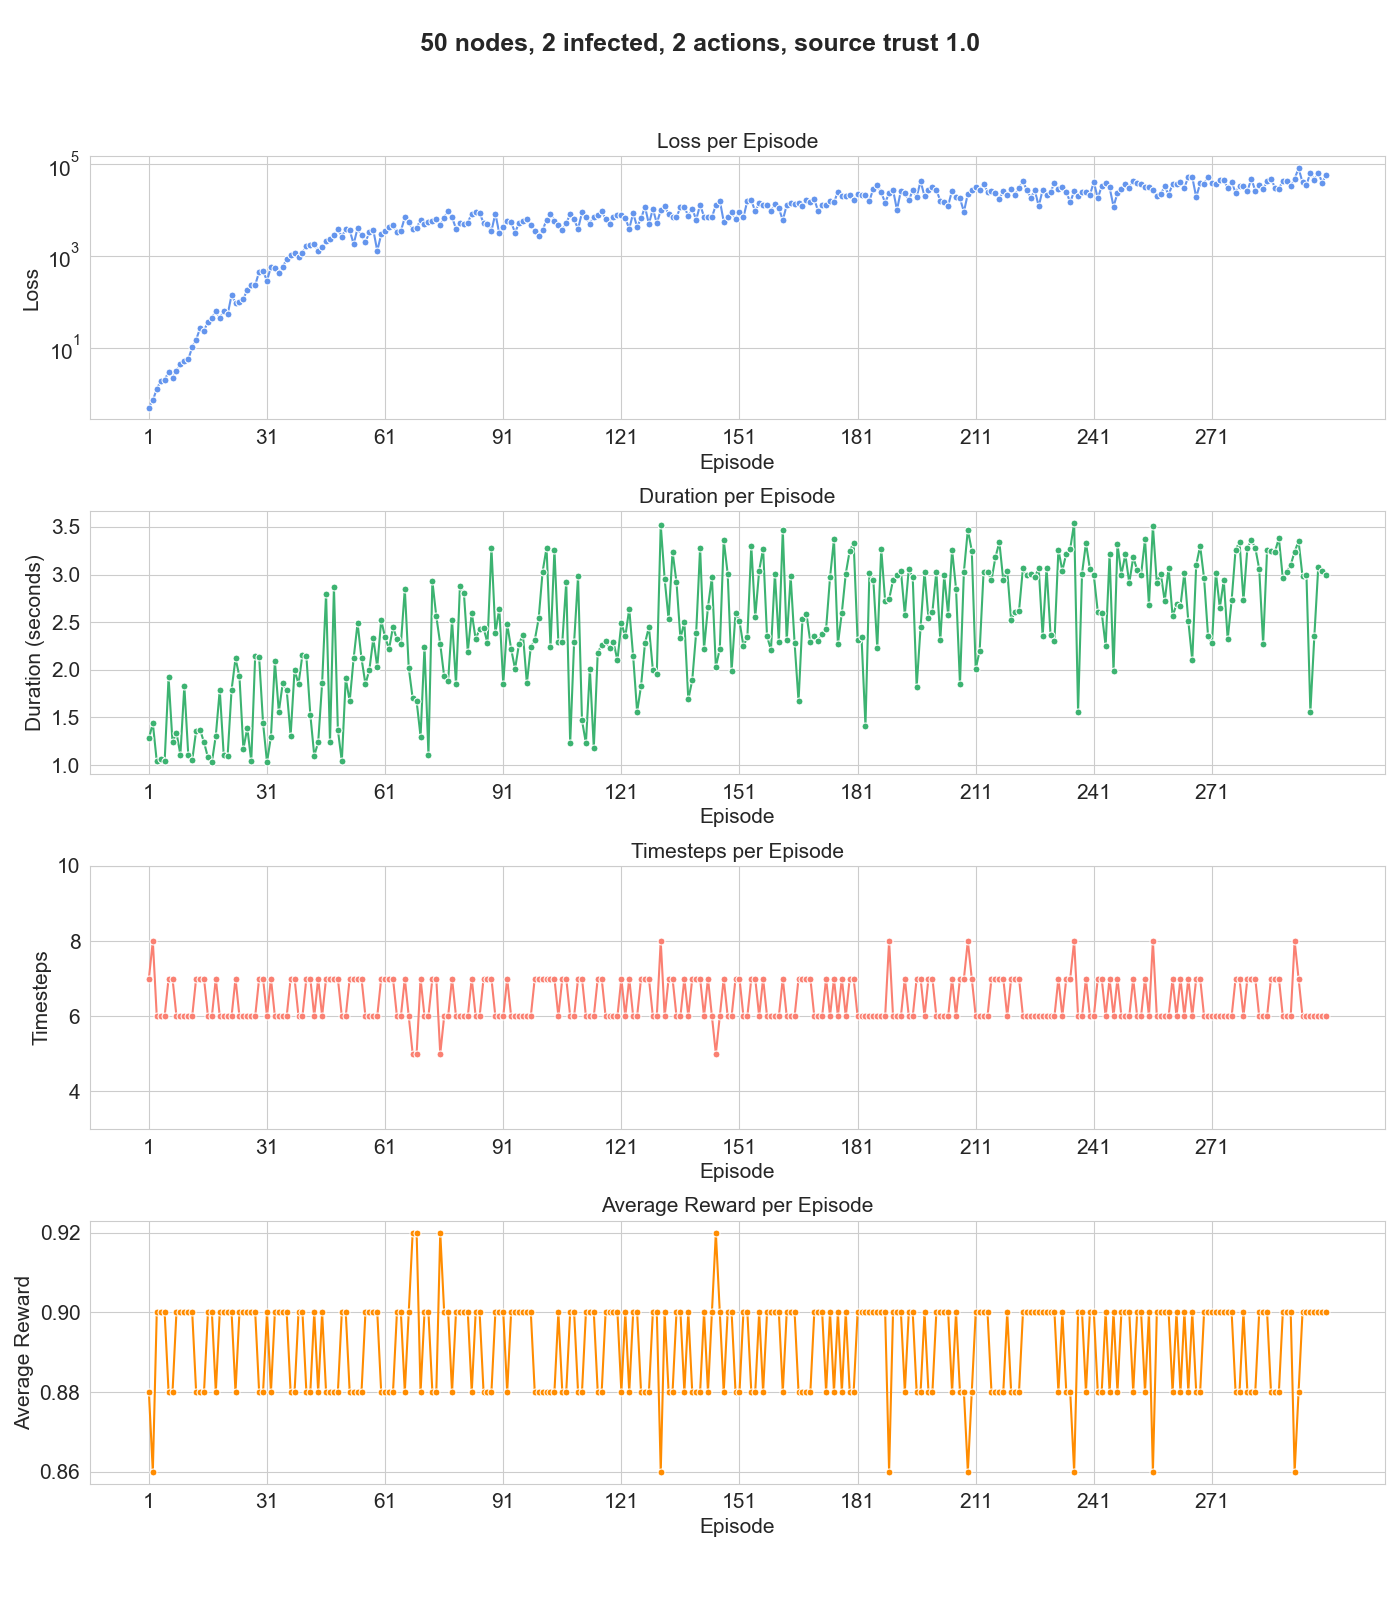 50 nodes, 2 infected, 2 actions, source trust 1.0
Loss per Episode
Loss
10^5
10^3
10^1
1 31 61 91 121 151 181 211 241 271
Episode
Duration per Episode
Duration (seconds)
3.5
3.0
2.5
2.0
1.5
1.0
1 31 61 91 121 151 181 211 241 271
Episode
Timesteps per Episode
Timesteps
10
8
6
4
1 31 61 91 121 151 181 211 241 271
Episode
Average Reward per Episode
Average Reward
0.92
0.90
0.88
0.86
1 31 61 91 121 151 181 211 241 271
Episode